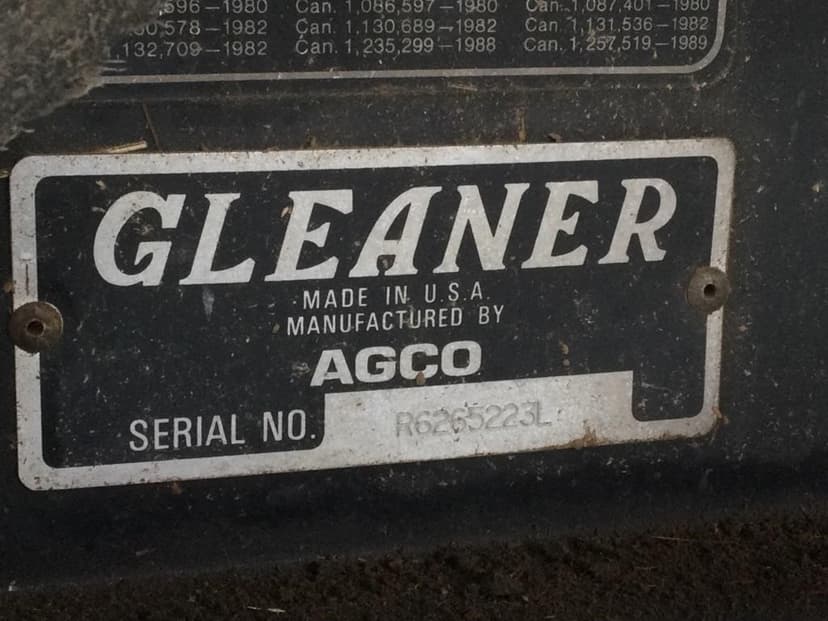 596–1980 Can. 1,086,597–1980 Can. 1,087,401–1980
578–1982 Can. 1,130,689–1982 Can. 1,131,536–1982
,132,709–1982 Can. 1,235,299–1988 Can. 1,257,519–1989
GLEANER
MADE IN U.S.A.
MANUFACTURED BY
AGCO
SERIAL NO. R6265223L